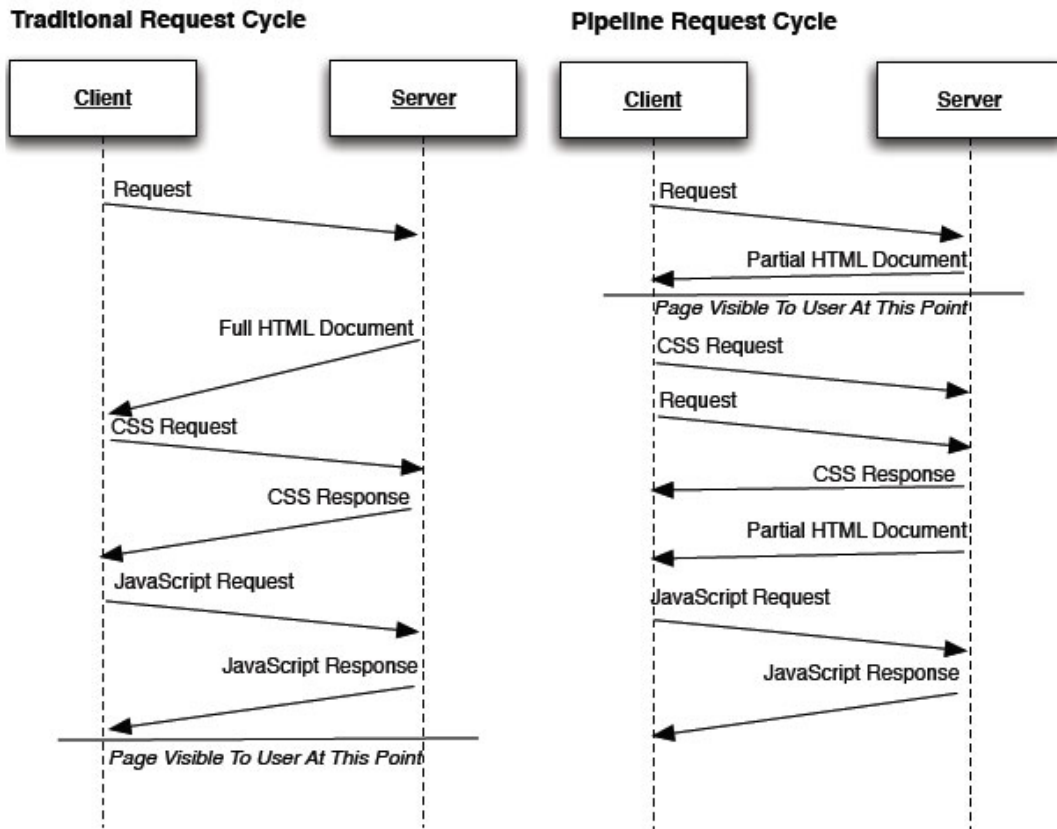 Traditional Request Cycle
Client
Server
Request
Full HTML Document
CSS Request
CSS Response
JavaScript Request
JavaScript Response
Page Visible To User At This Point
Pipeline Request Cycle
Client
Server
Request
Partial HTML Document
Page Visible To User At This Point
CSS Request
Request
CSS Response
Partial HTML Document
JavaScript Request
JavaScript Response